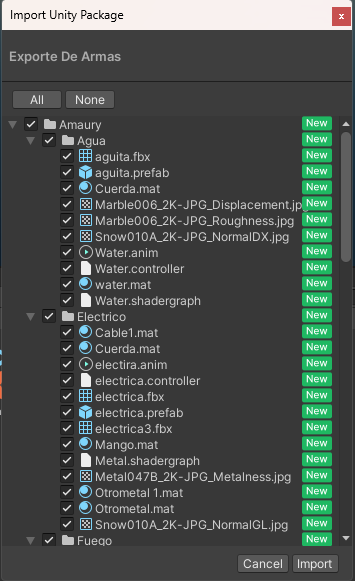 Import Unity Package
x
Exporte De Armas
All None
Amaury New
Agua New
aguita.fbx New
aguita.prefab New
Cuerda.mat New
Marble006_2K-JPG_Displacement.jp New
Marble006_2K-JPG_Roughness.jpg New
Snow010A_2K-JPG_NormalDX.jpg New
Water.anim New
Water.controller New
water.mat New
Water.shadergraph New
Electrico New
Cable1.mat New
Cuerda.mat New
electira.anim New
electrica.controller New
electrica.fbx New
electrica.prefab New
electrica3.fbx New
Mango.mat New
Metal.shadergraph New
Metal047B_2K-JPG_Metalness.jpg New
Otrometal 1.mat New
Otrometal.mat New
Snow010A_2K-JPG_NormalGL.jpg New
Fuego New
Cancel Import